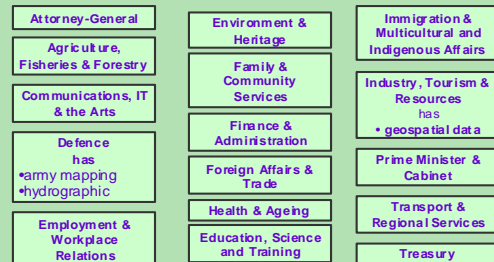 Attorney-General
Agriculture,
Fisheries & Forestry
Communications, IT
& the Arts
Defence
has
•army mapping
•hydrographic
Employment &
Workplace
Relations
Environment &
Heritage
Family &
Community
Services
Finance &
Administration
Foreign Affairs &
Trade
Health & Ageing
Education, Science
and Training
Immigration &
Multicultural and
Indigenous Affairs
Industry, Tourism &
Resources
has
• geospatial data
Prime Minister &
Cabinet
Transport &
Regional Services
Treasury